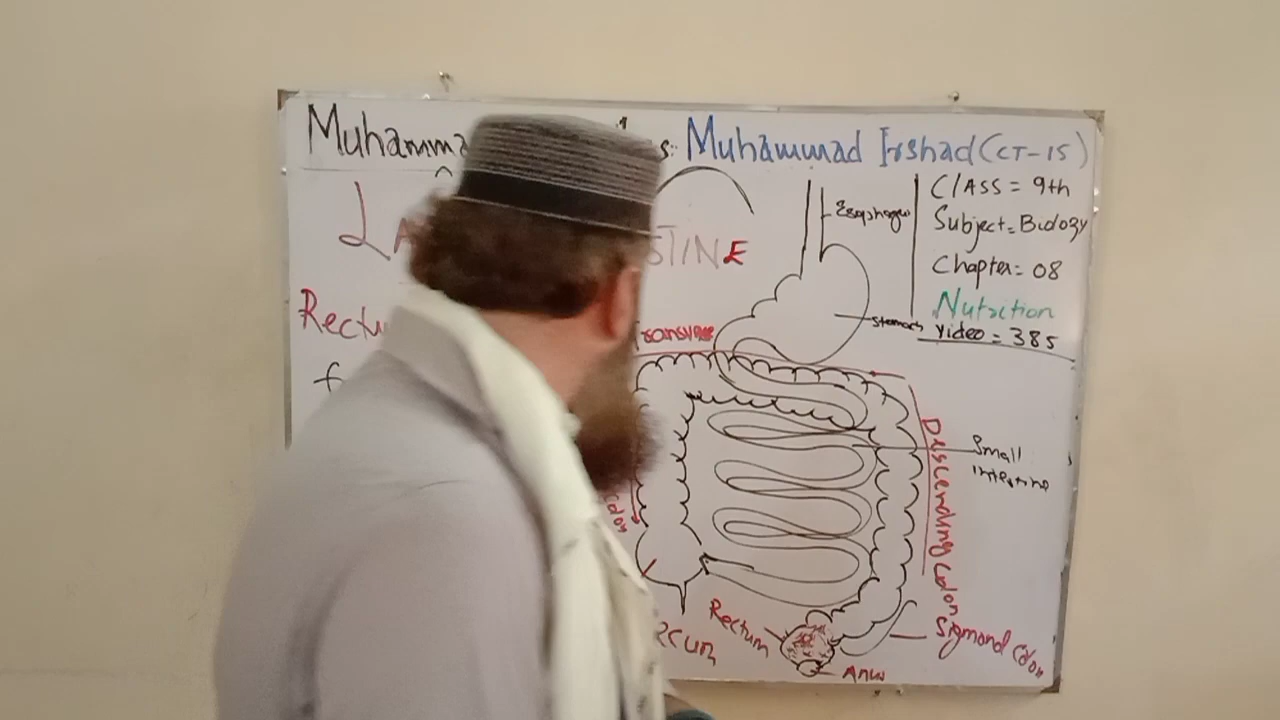 Muhamma s: Muhammad Irshad (CT-15)
CLASS = 9th
Subject = Biology
Chapter = 08
Nutrition
Video = 385
LA STINE
Esophagus
Stomach
Rectu
f
Transverse
Small
intestine
Descending Colon
Colon
Rectum
Sigmond Colon
Anus